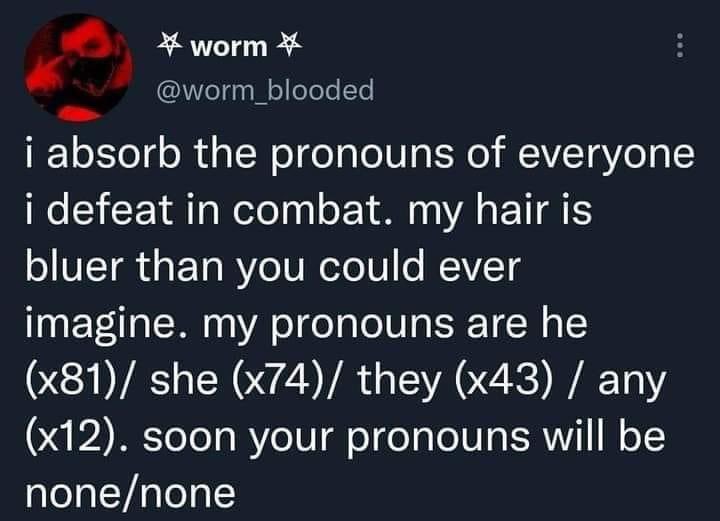 ⛧ worm ⛧
@worm_blooded
i absorb the pronouns of everyone
i defeat in combat. my hair is
bluer than you could ever
imagine. my pronouns are he
(x81)/ she (x74)/ they (x43) / any
(x12). soon your pronouns will be
none/none